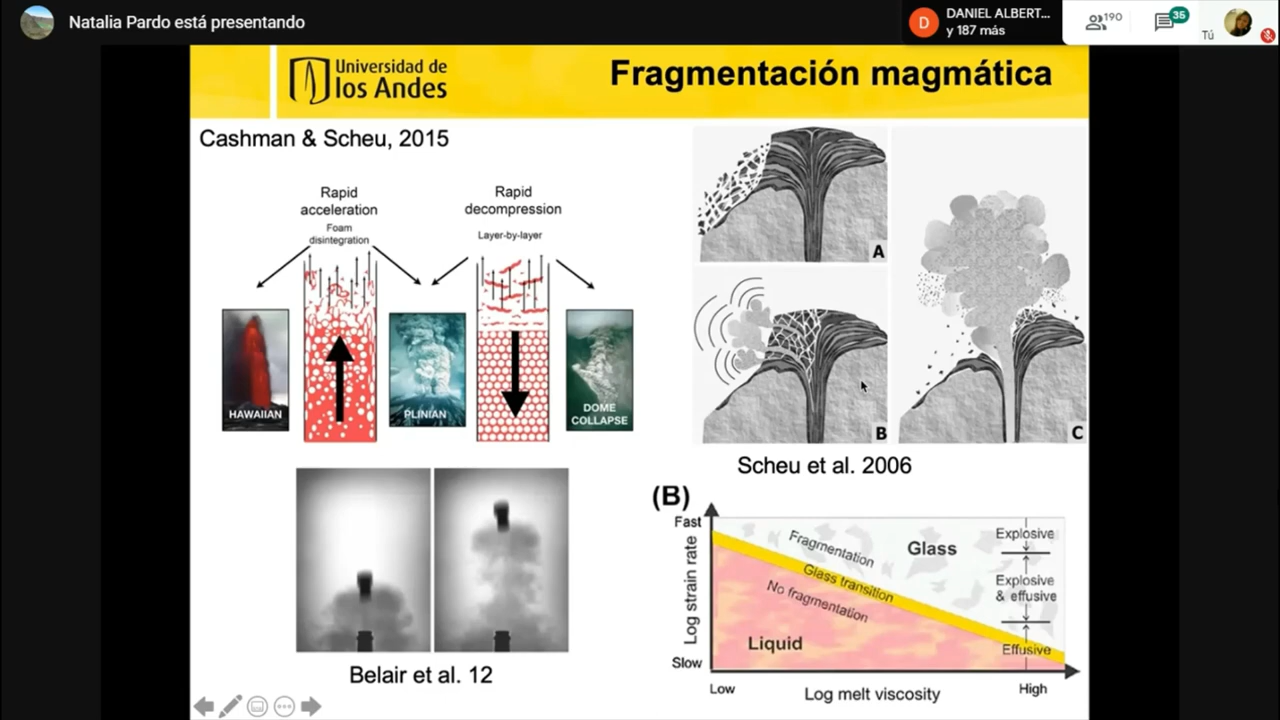 Natalia Pardo está presentando
DANIEL ALBERT...
y 187 más
190
35
Tú
Universidad de
los Andes
Fragmentación magmática
Cashman & Scheu, 2015
Rapid
acceleration
Foam
disintegration
Rapid
decompression
Layer-by-layer
HAWAIIAN
PLINIAN
DOME
COLLAPSE
A
B
C
Scheu et al. 2006
Belair et al. 12
(B)
Fast
Log strain rate
Slow
Fragmentation
Glass
Glass transition
No fragmentation
Liquid
Explosive
Explosive
& effusive
Effusive
Low
Log melt viscosity
High